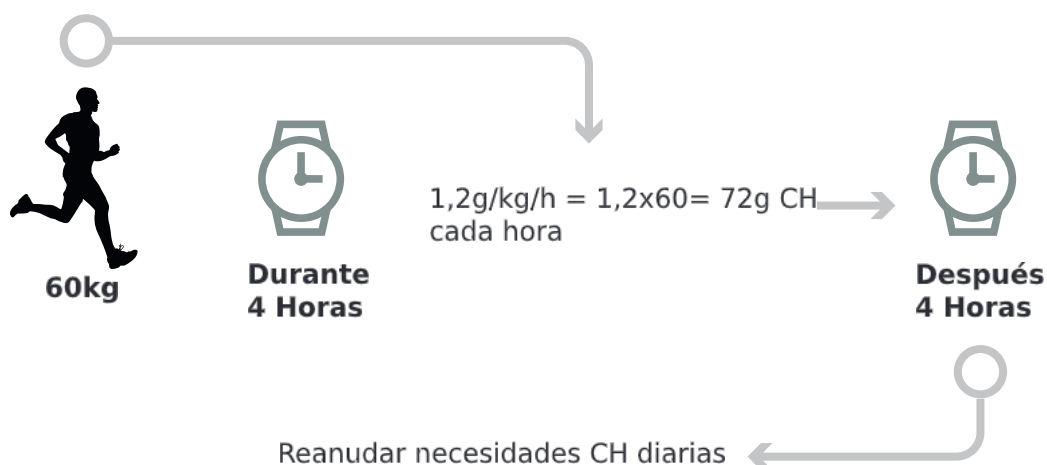 60kg
Durante
4 Horas
1,2g/kg/h = 1,2x60= 72g CH
cada hora
Después
4 Horas
Reanudar necesidades CH diarias